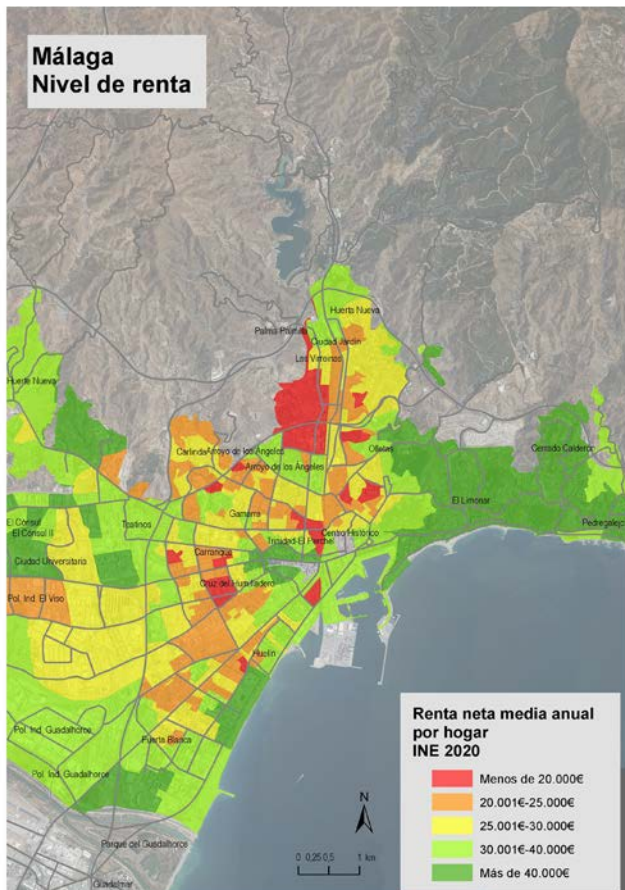 Málaga
Nivel de renta
Huerta Nueva
Palma Palmilla
Ciudad Jardín
Las Virreinas
Huerta Nueva
Carlinda
Arroyo de los Ángeles
Olletas
Cerrado Calderón
Arroyo de los Ángeles
El Limonar
El Cónsul
Teatinos
Gamarra
Pedregalejo
El Cónsul II
Centro Histórico
Trinidad-El Perchel
Ciudad Universitaria
Carranque
Cruz del Humilladero
Pol. Ind. El Viso
Huelin
Pol. Ind. Guadalhorce
Puerta Blanca
Pol. Ind. Guadalhorce
Parque del Guadalhorce
Guadalmar
Renta neta media anual
por hogar
INE 2020
Menos de 20.000€
20.001€-25.000€
25.001€-30.000€
30.001€-40.000€
Más de 40.000€
N
0 0,25 0,5 1 km